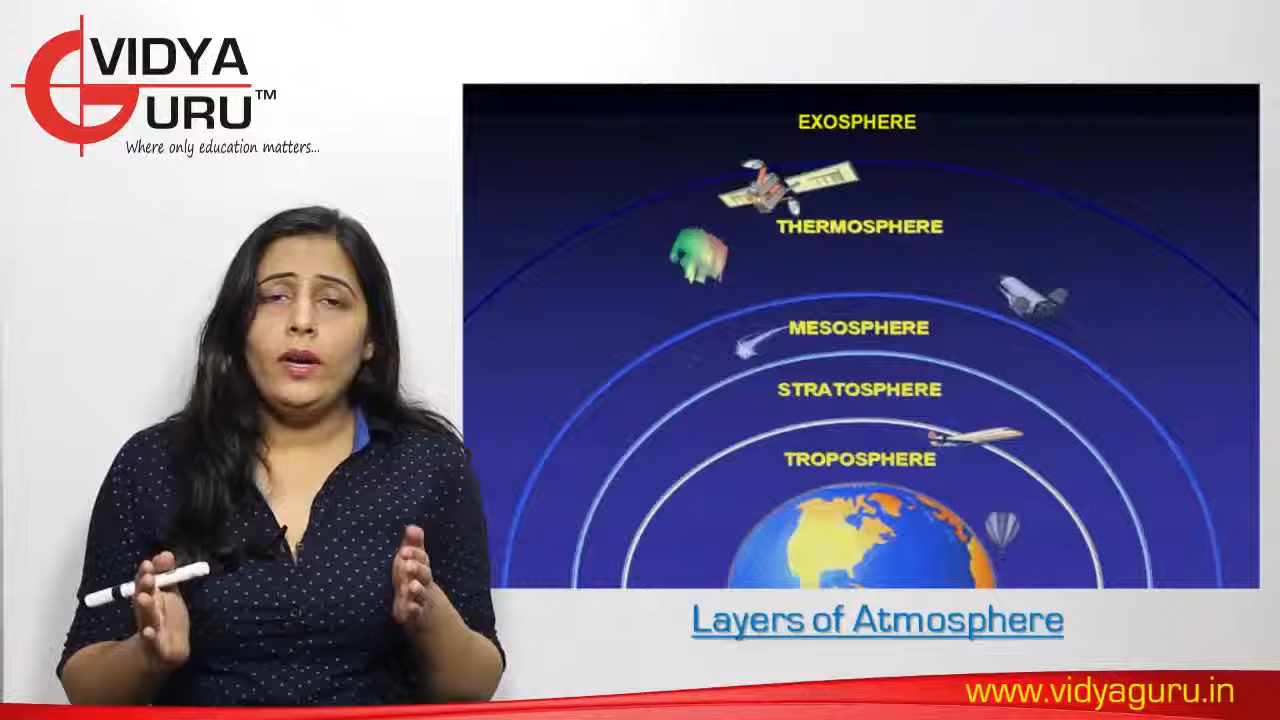 VIDYA
GURU™
Where only education matters...
EXOSPHERE
THERMOSPHERE
MESOSPHERE
STRATOSPHERE
TROPOSPHERE
Layers of Atmosphere
www.vidyaguru.in